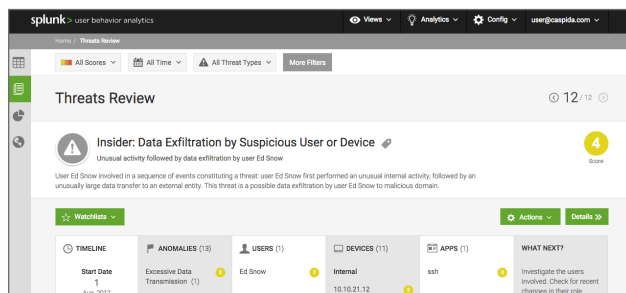 splunk> user behavior analytics
Views Analytics Config user@caspida.com
Home / Threats Review
All Scores All Time All Threat Types More Filters
Threats Review
12 / 12
Insider: Data Exfiltration by Suspicious User or Device
4
Unusual activity followed by data exfiltration by user Ed Snow
Score
User Ed Snow involved in a sequence of events constituting a threat: user Ed Snow first performed an unusual internal activity, followed by an
unusually large data transfer to an external entity. This threat is a possible data exfiltration by user Ed Snow to malicious domain.
Watchlists Actions Details
TIMELINE ANOMALIES (13) USERS (1) DEVICES (11) APPS (1) WHAT NEXT?
Start Date Excessive Data Ed Snow Internal ssh Investigate the users
1 Transmission (1) involved. Check for recent
Aug, 2013 10.10.21.12 changes in their role